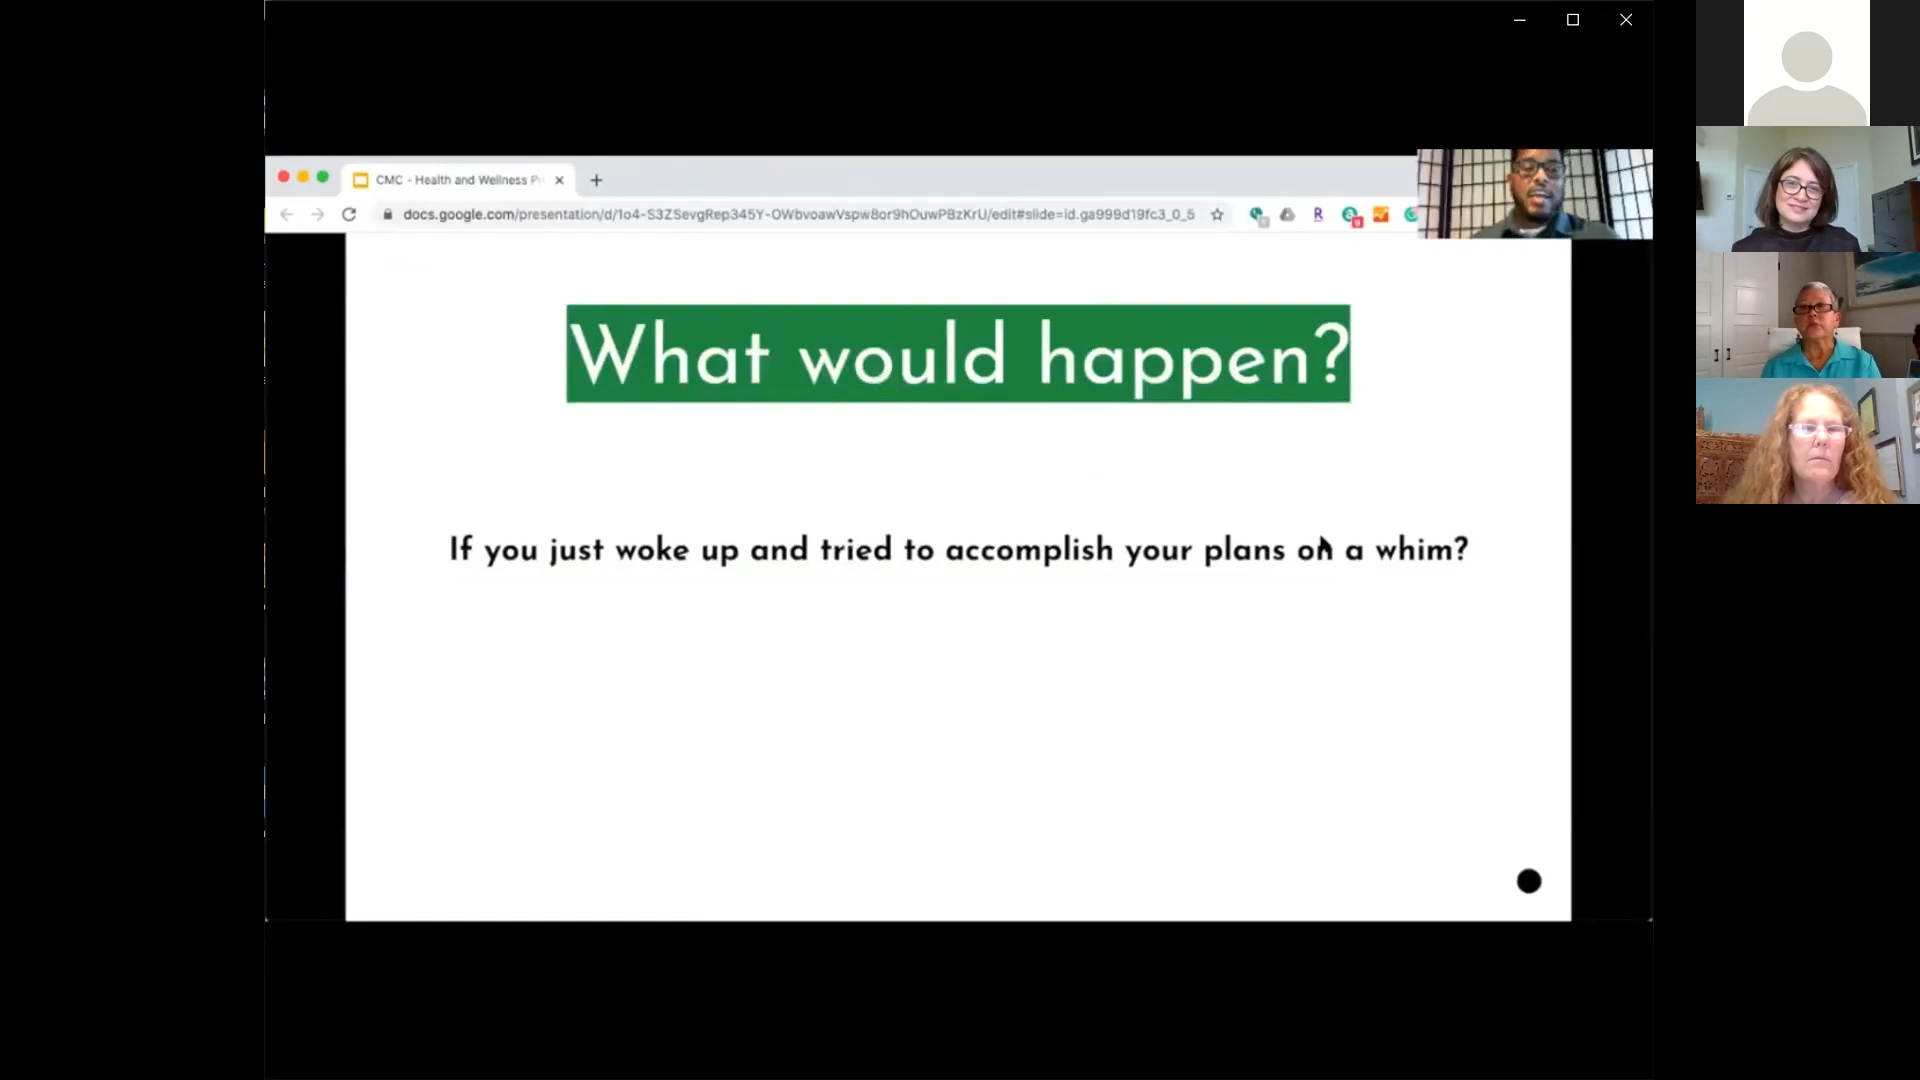 CMC - Health and Wellness Pr
docs.google.com/presentation/d/1o4-S3ZSevgRep345Y-OWbvoawVspw8or9hOuwPBzKrU/edit#slide=id.ga999d19fc3_0_5
R
What would happen?
If you just woke up and tried to accomplish your plans on a whim?